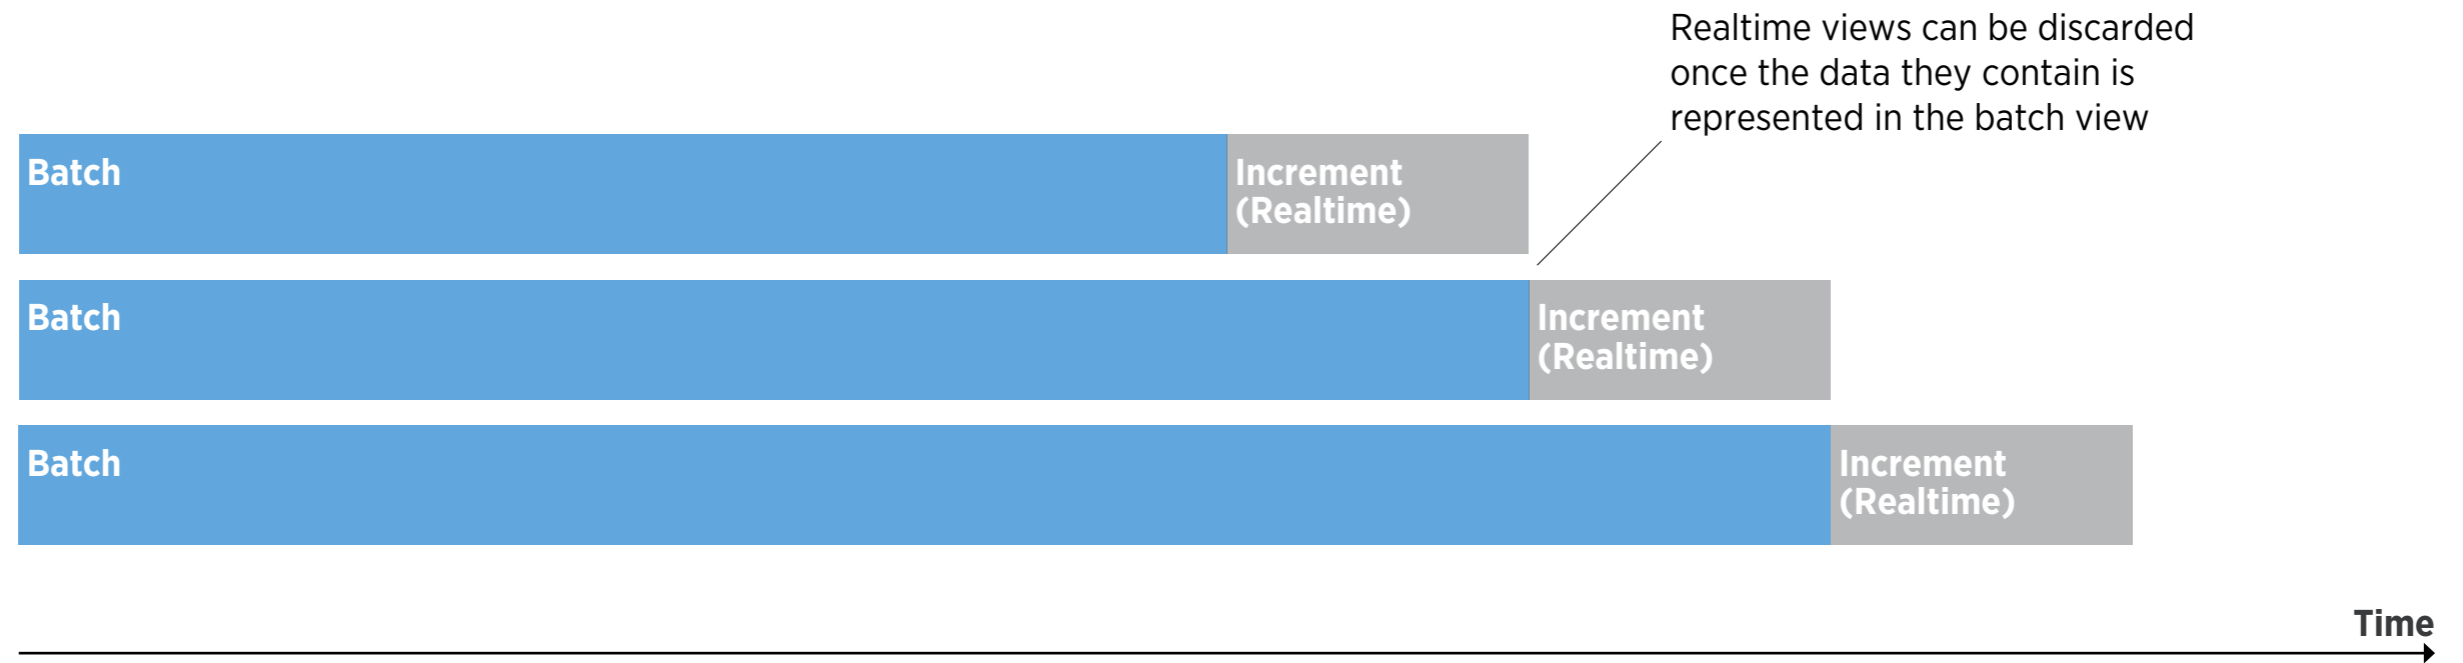 Realtime views can be discarded
once the data they contain is
represented in the batch view
Batch
Increment
(Realtime)
Batch
Increment
(Realtime)
Batch
Increment
(Realtime)
Time